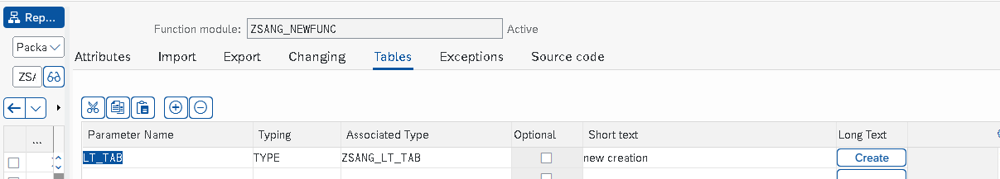 Rep...
Function module: ZSANG_NEWFUNC Active
Packa
Attributes Import Export Changing Tables Exceptions Source code
Parameter Name Typing Associated Type Optional Short text Long Text
...
LT_TAB TYPE ZSANG_LT_TAB new creation Create